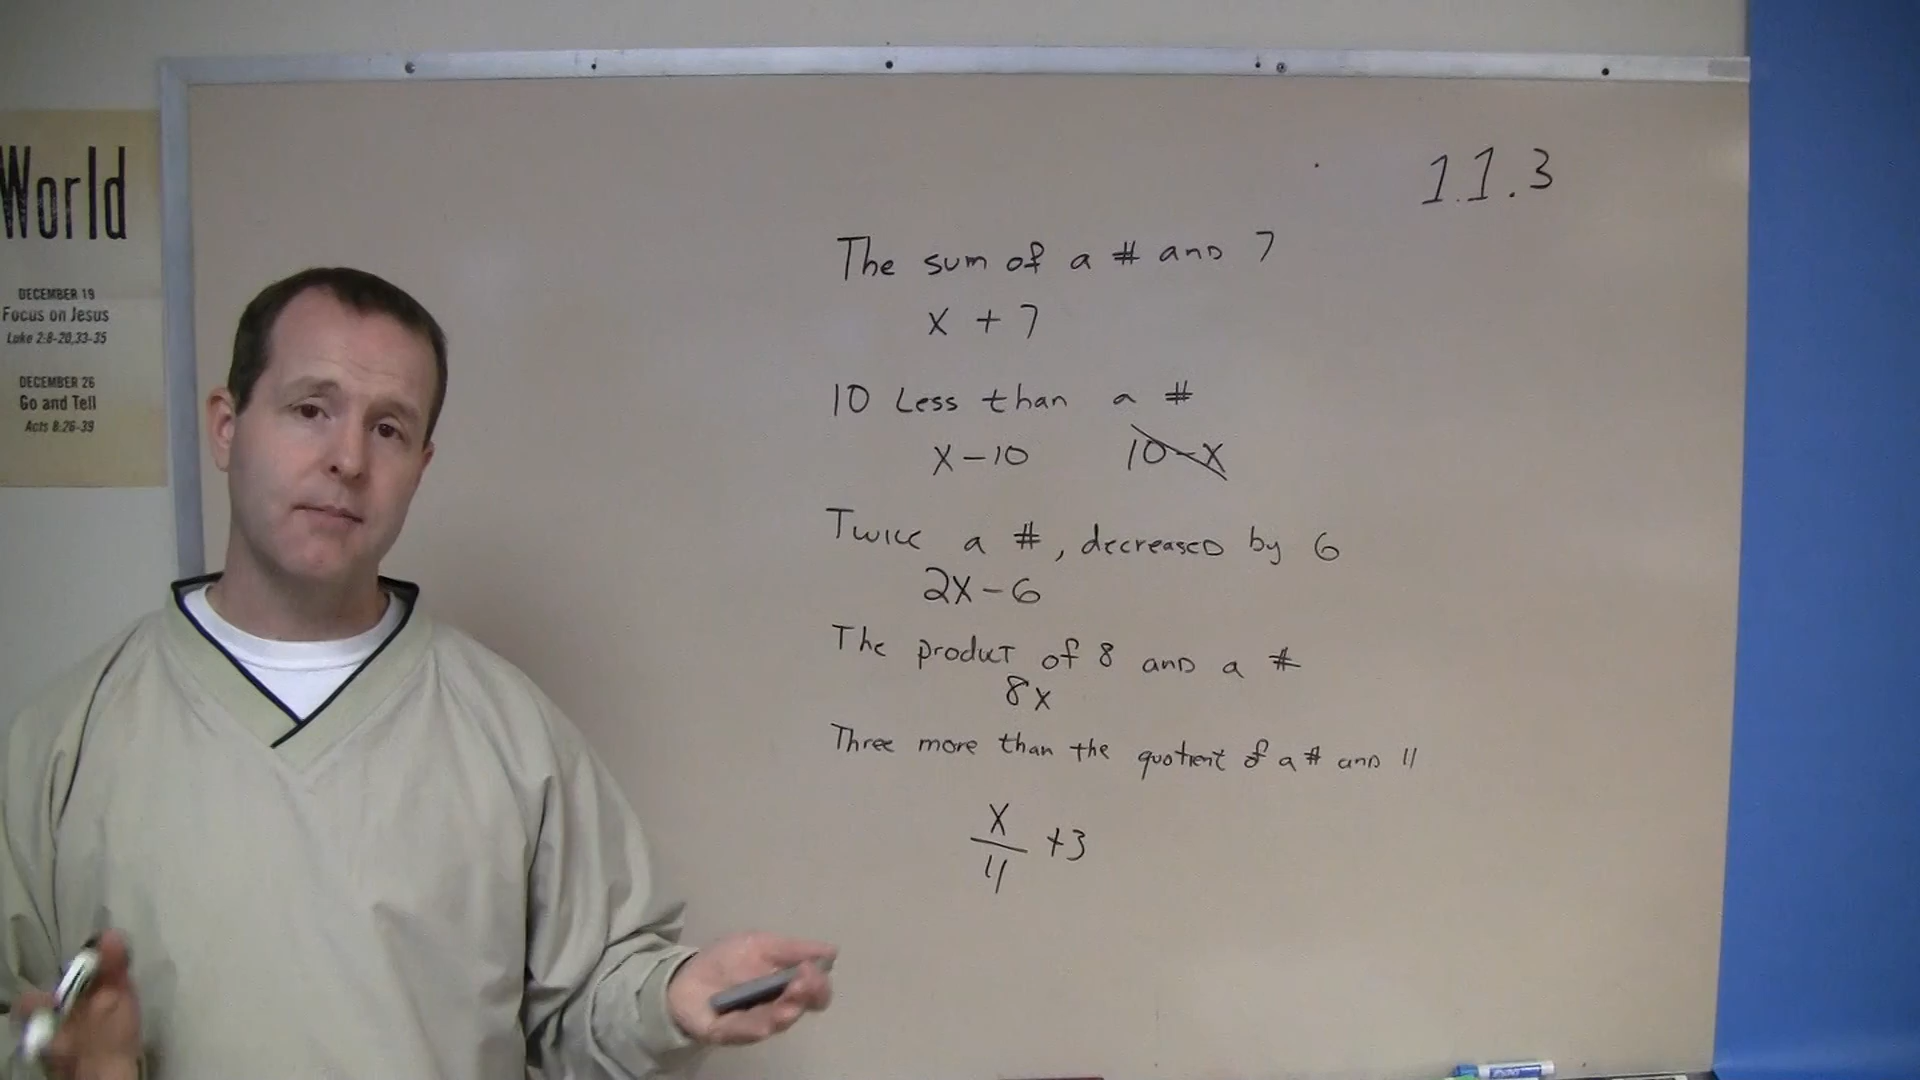 World
DECEMBER 19
Focus on Jesus
Luke 2:8-20,33-35
DECEMBER 26
Go and Tell
Acts 8:26-39
1.1.3
The sum of a # and 7
x + 7
10 Less than a #
x-10 10-x
Twice a #, decreased by 6
2x-6
The product of 8 and a #
8x
Three more than the quotient of a # and 11
x
11
+3